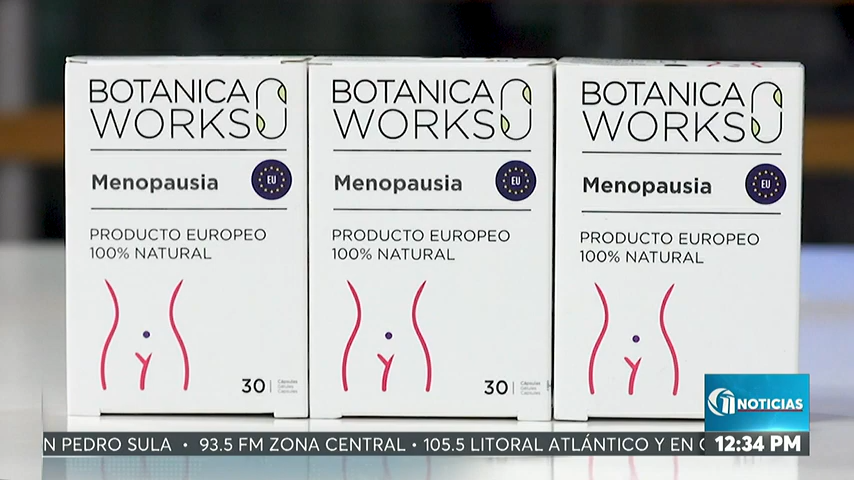 BOTANICA
WORKS
Menopausia
EU
PRODUCTO EUROPEO
100% NATURAL
30
Cápsulas
BOTANICA
WORKS
Menopausia
EU
PRODUCTO EUROPEO
100% NATURAL
30
BOTANICA
WORKS
Menopausia
EU
PRODUCTO EUROPEO
100% NATURAL
11 NOTICIAS
N PEDRO SULA • 93.5 FM ZONA CENTRAL • 105.5 LITORAL ATLÁNTICO Y EN
12:34 PM